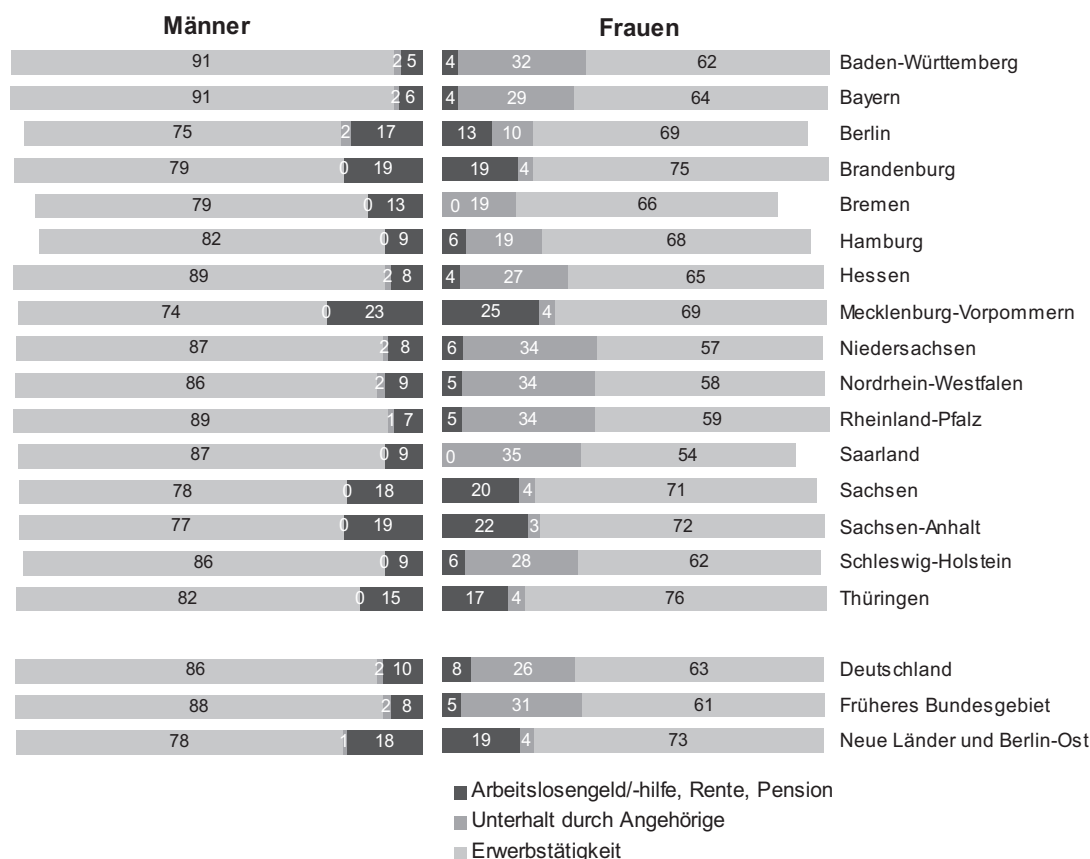 Männer Frauen
91 2 5 4 32 62 Baden-Württemberg
91 2 6 4 29 64 Bayern
75 2 17 13 10 69 Berlin
79 0 19 19 4 75 Brandenburg
79 0 13 0 19 66 Bremen
82 0 9 6 19 68 Hamburg
89 2 8 4 27 65 Hessen
74 0 23 25 4 69 Mecklenburg-Vorpommern
87 2 8 6 34 57 Niedersachsen
86 2 9 5 34 58 Nordrhein-Westfalen
89 1 7 5 34 59 Rheinland-Pfalz
87 0 9 0 35 54 Saarland
78 0 18 20 4 71 Sachsen
77 0 19 22 3 72 Sachsen-Anhalt
86 0 9 6 28 62 Schleswig-Holstein
82 0 15 17 4 76 Thüringen
86 2 10 8 26 63 Deutschland
88 2 8 5 31 61 Früheres Bundesgebiet
78 1 18 19 4 73 Neue Länder und Berlin-Ost
Arbeitslosengeld/-hilfe, Rente, Pension
Unterhalt durch Angehörige
Erwerbstätigkeit